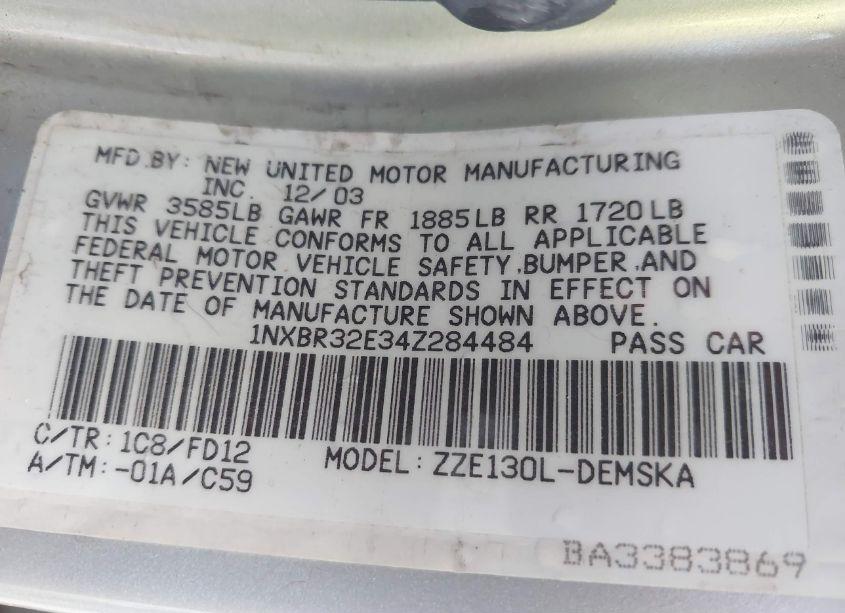 MFD.BY: NEW UNITED MOTOR MANUFACTURING
INC. 12/03
GVWR 3585LB GAWR FR 1885LB RR 1720LB
THIS VEHICLE CONFORMS TO ALL APPLICABLE
FEDERAL MOTOR VEHICLE SAFETY,BUMPER,AND
THEFT PREVENTION STANDARDS IN EFFECT ON
THE DATE OF MANUFACTURE SHOWN ABOVE.
1NXBR32E34Z284484 PASS CAR
C/TR:1C8/FD12
A/TM:-01A/C59
MODEL:ZZE130L-DEMSKA
BA3383869